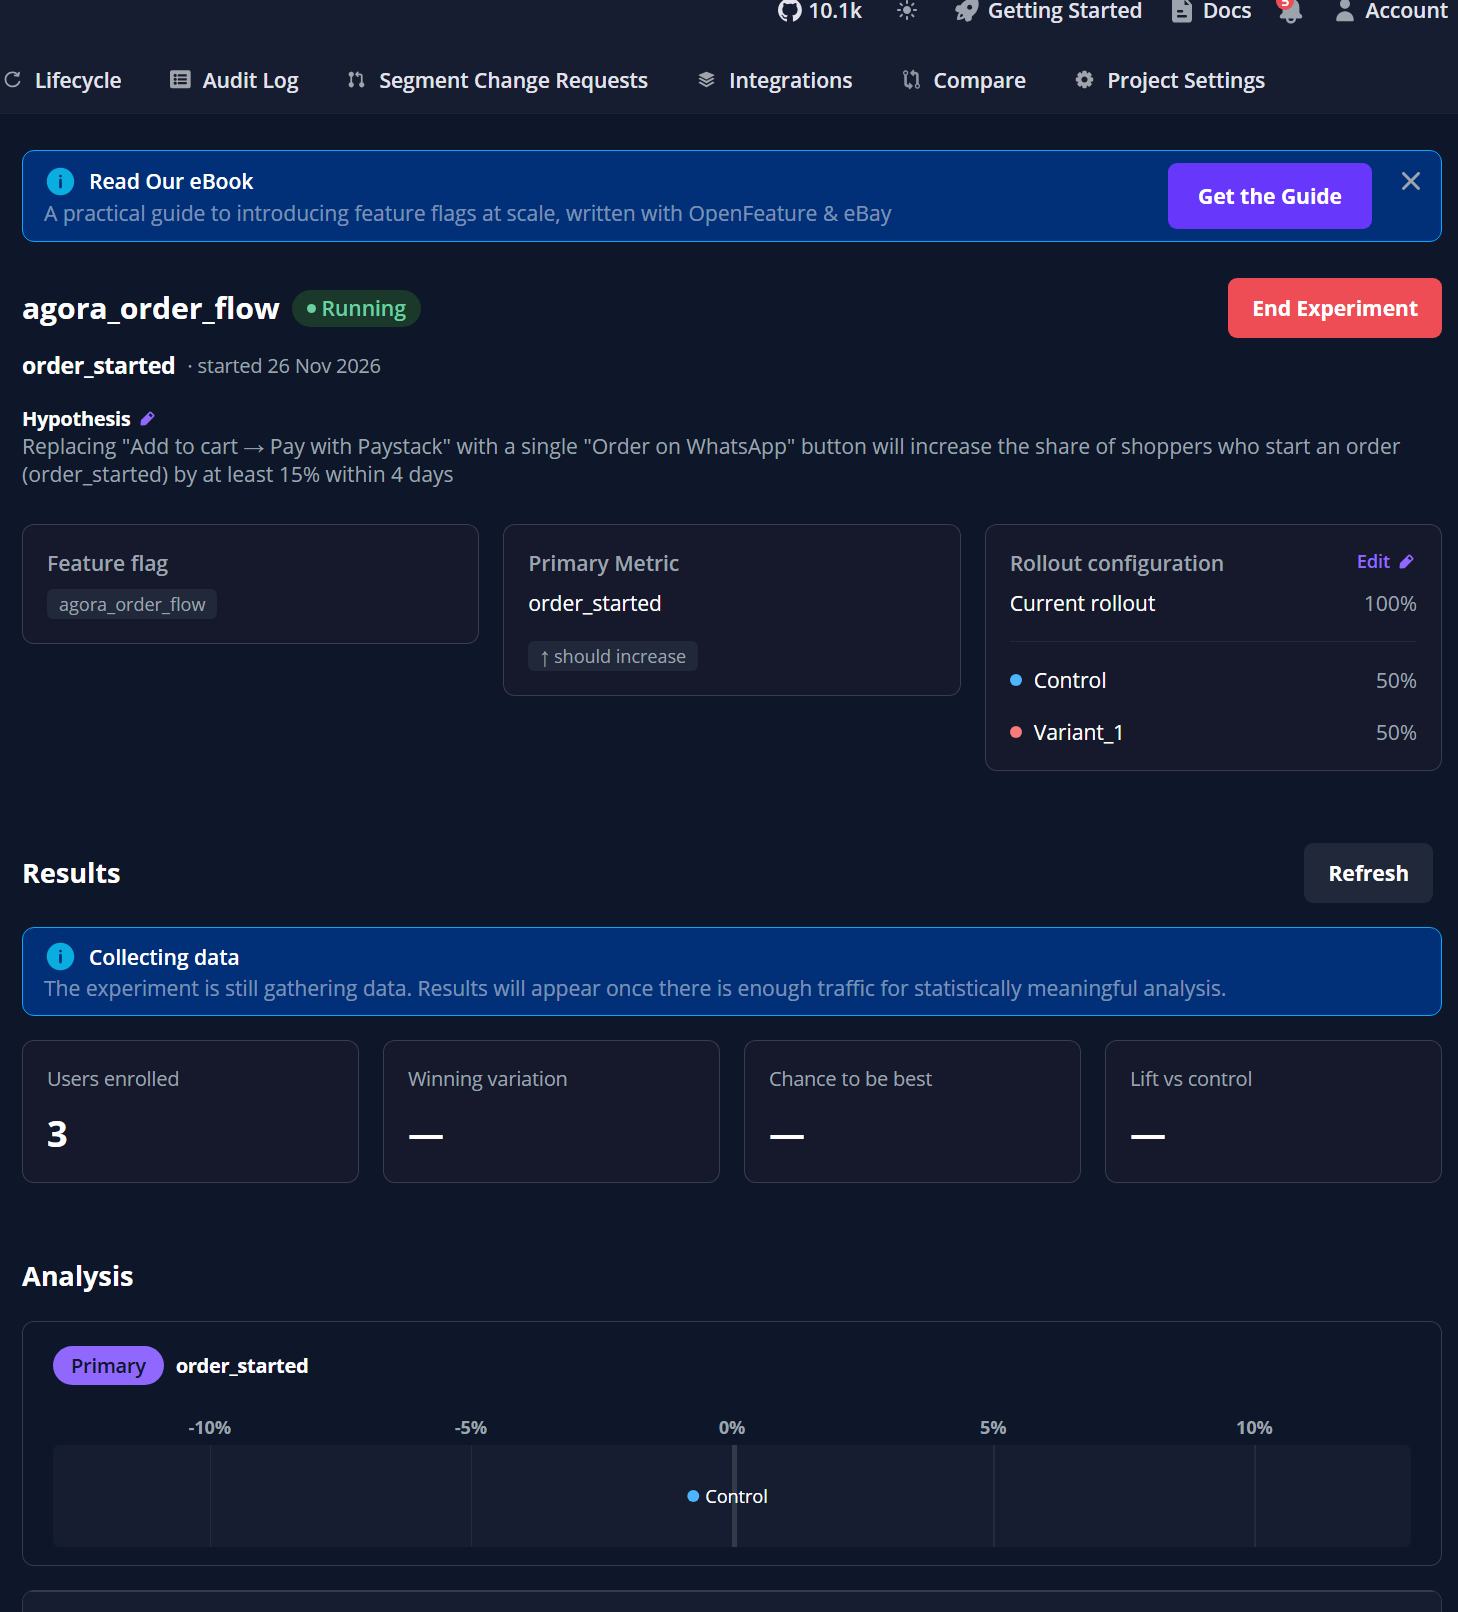 10.1k Getting Started Docs 5 Account
Lifecycle Audit Log Segment Change Requests Integrations Compare Project Settings
Read Our eBook
A practical guide to introducing feature flags at scale, written with OpenFeature & eBay
Get the Guide
agora_order_flow Running
End Experiment
order_started · started 26 Nov 2026
Hypothesis
Replacing "Add to cart → Pay with Paystack" with a single "Order on WhatsApp" button will increase the share of shoppers who start an order
(order_started) by at least 15% within 4 days
Feature flag
agora_order_flow
Primary Metric
order_started
↑ should increase
Rollout configuration Edit
Current rollout 100%
Control 50%
Variant_1 50%
Results
Refresh
Collecting data
The experiment is still gathering data. Results will appear once there is enough traffic for statistically meaningful analysis.
Users enrolled
3
Winning variation
—
Chance to be best
—
Lift vs control
—
Analysis
Primary order_started
-10% -5% 0% 5% 10%
Control